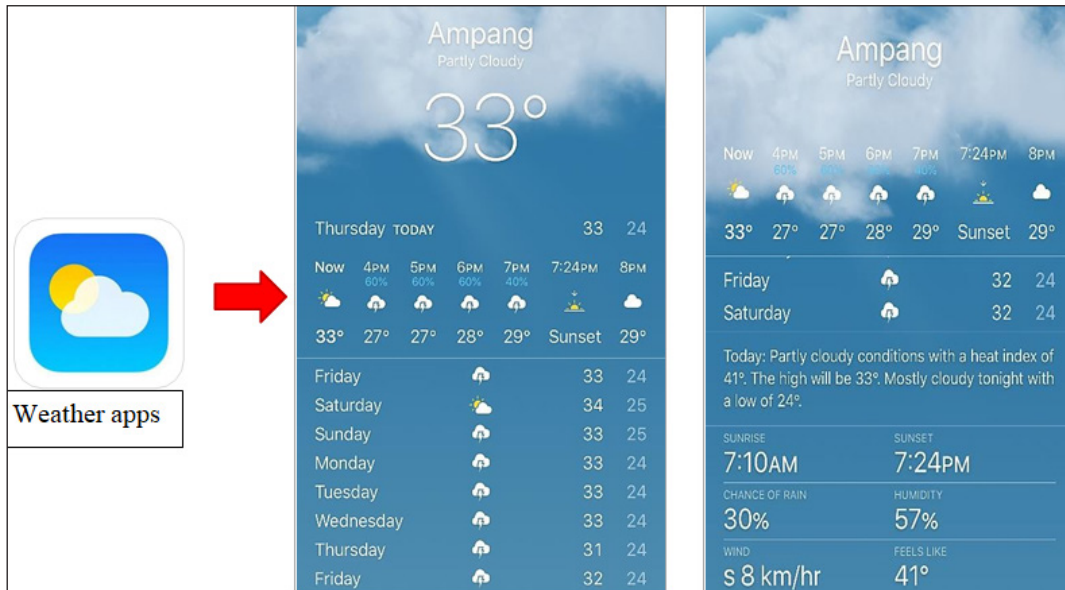 Weather apps
Ampang
Partly Cloudy
33°
Thursday TODAY 33 24
Now 4PM 5PM 6PM 7PM 7:24PM 8PM
60% 60% 60% 40%
33° 27° 27° 28° 29° Sunset 29°
Friday 33 24
Saturday 34 25
Sunday 33 25
Monday 33 24
Tuesday 33 24
Wednesday 33 24
Thursday 31 24
Friday 32 24
Ampang
Partly Cloudy
Now 4PM 5PM 6PM 7PM 7:24PM 8PM
60% 60% 60% 40%
33° 27° 27° 28° 29° Sunset 29°
Friday 32 24
Saturday 32 24
Today: Partly cloudy conditions with a heat index of
41°. The high will be 33°. Mostly cloudy tonight with
a low of 24°.
SUNRISE SUNSET
7:10AM 7:24PM
CHANCE OF RAIN HUMIDITY
30% 57%
WIND FEELS LIKE
s 8 km/hr 41°